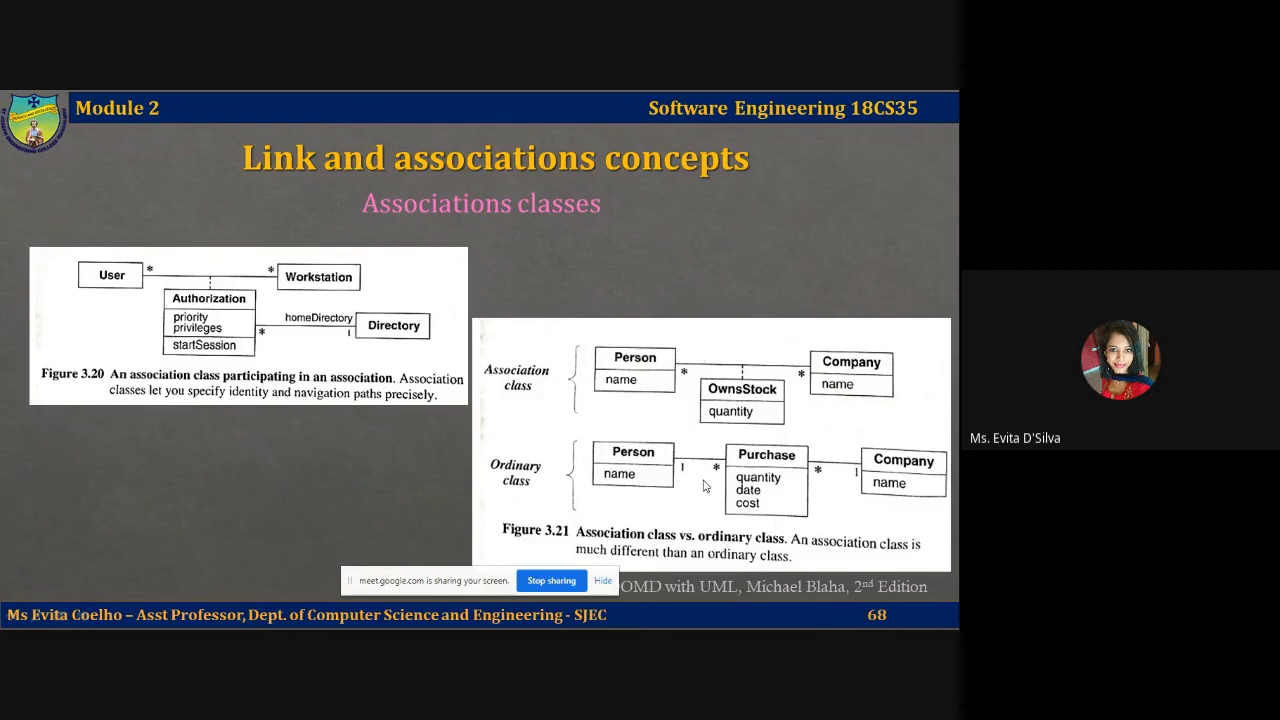 Module 2
Software Engineering 18CS35
Link and associations concepts
Associations classes
User
*
*
Workstation
Authorization
priority
privileges
startSession
*
homeDirectory
1
Directory
Figure 3.20 An association class participating in an association. Association
classes let you specify identity and navigation paths precisely.
Association
class
Person
name
*
*
Company
name
OwnsStock
quantity
Ordinary
class
Person
name
1
*
Purchase
quantity
date
cost
*
1
Company
name
Figure 3.21 Association class vs. ordinary class. An association class is
much different than an ordinary class.
meet.google.com is sharing your screen.
Stop sharing
Hide
OOMD with UML, Michael Blaha, 2nd Edition
Ms Evita Coelho – Asst Professor, Dept. of Computer Science and Engineering - SJEC
68
Ms. Evita D'Silva